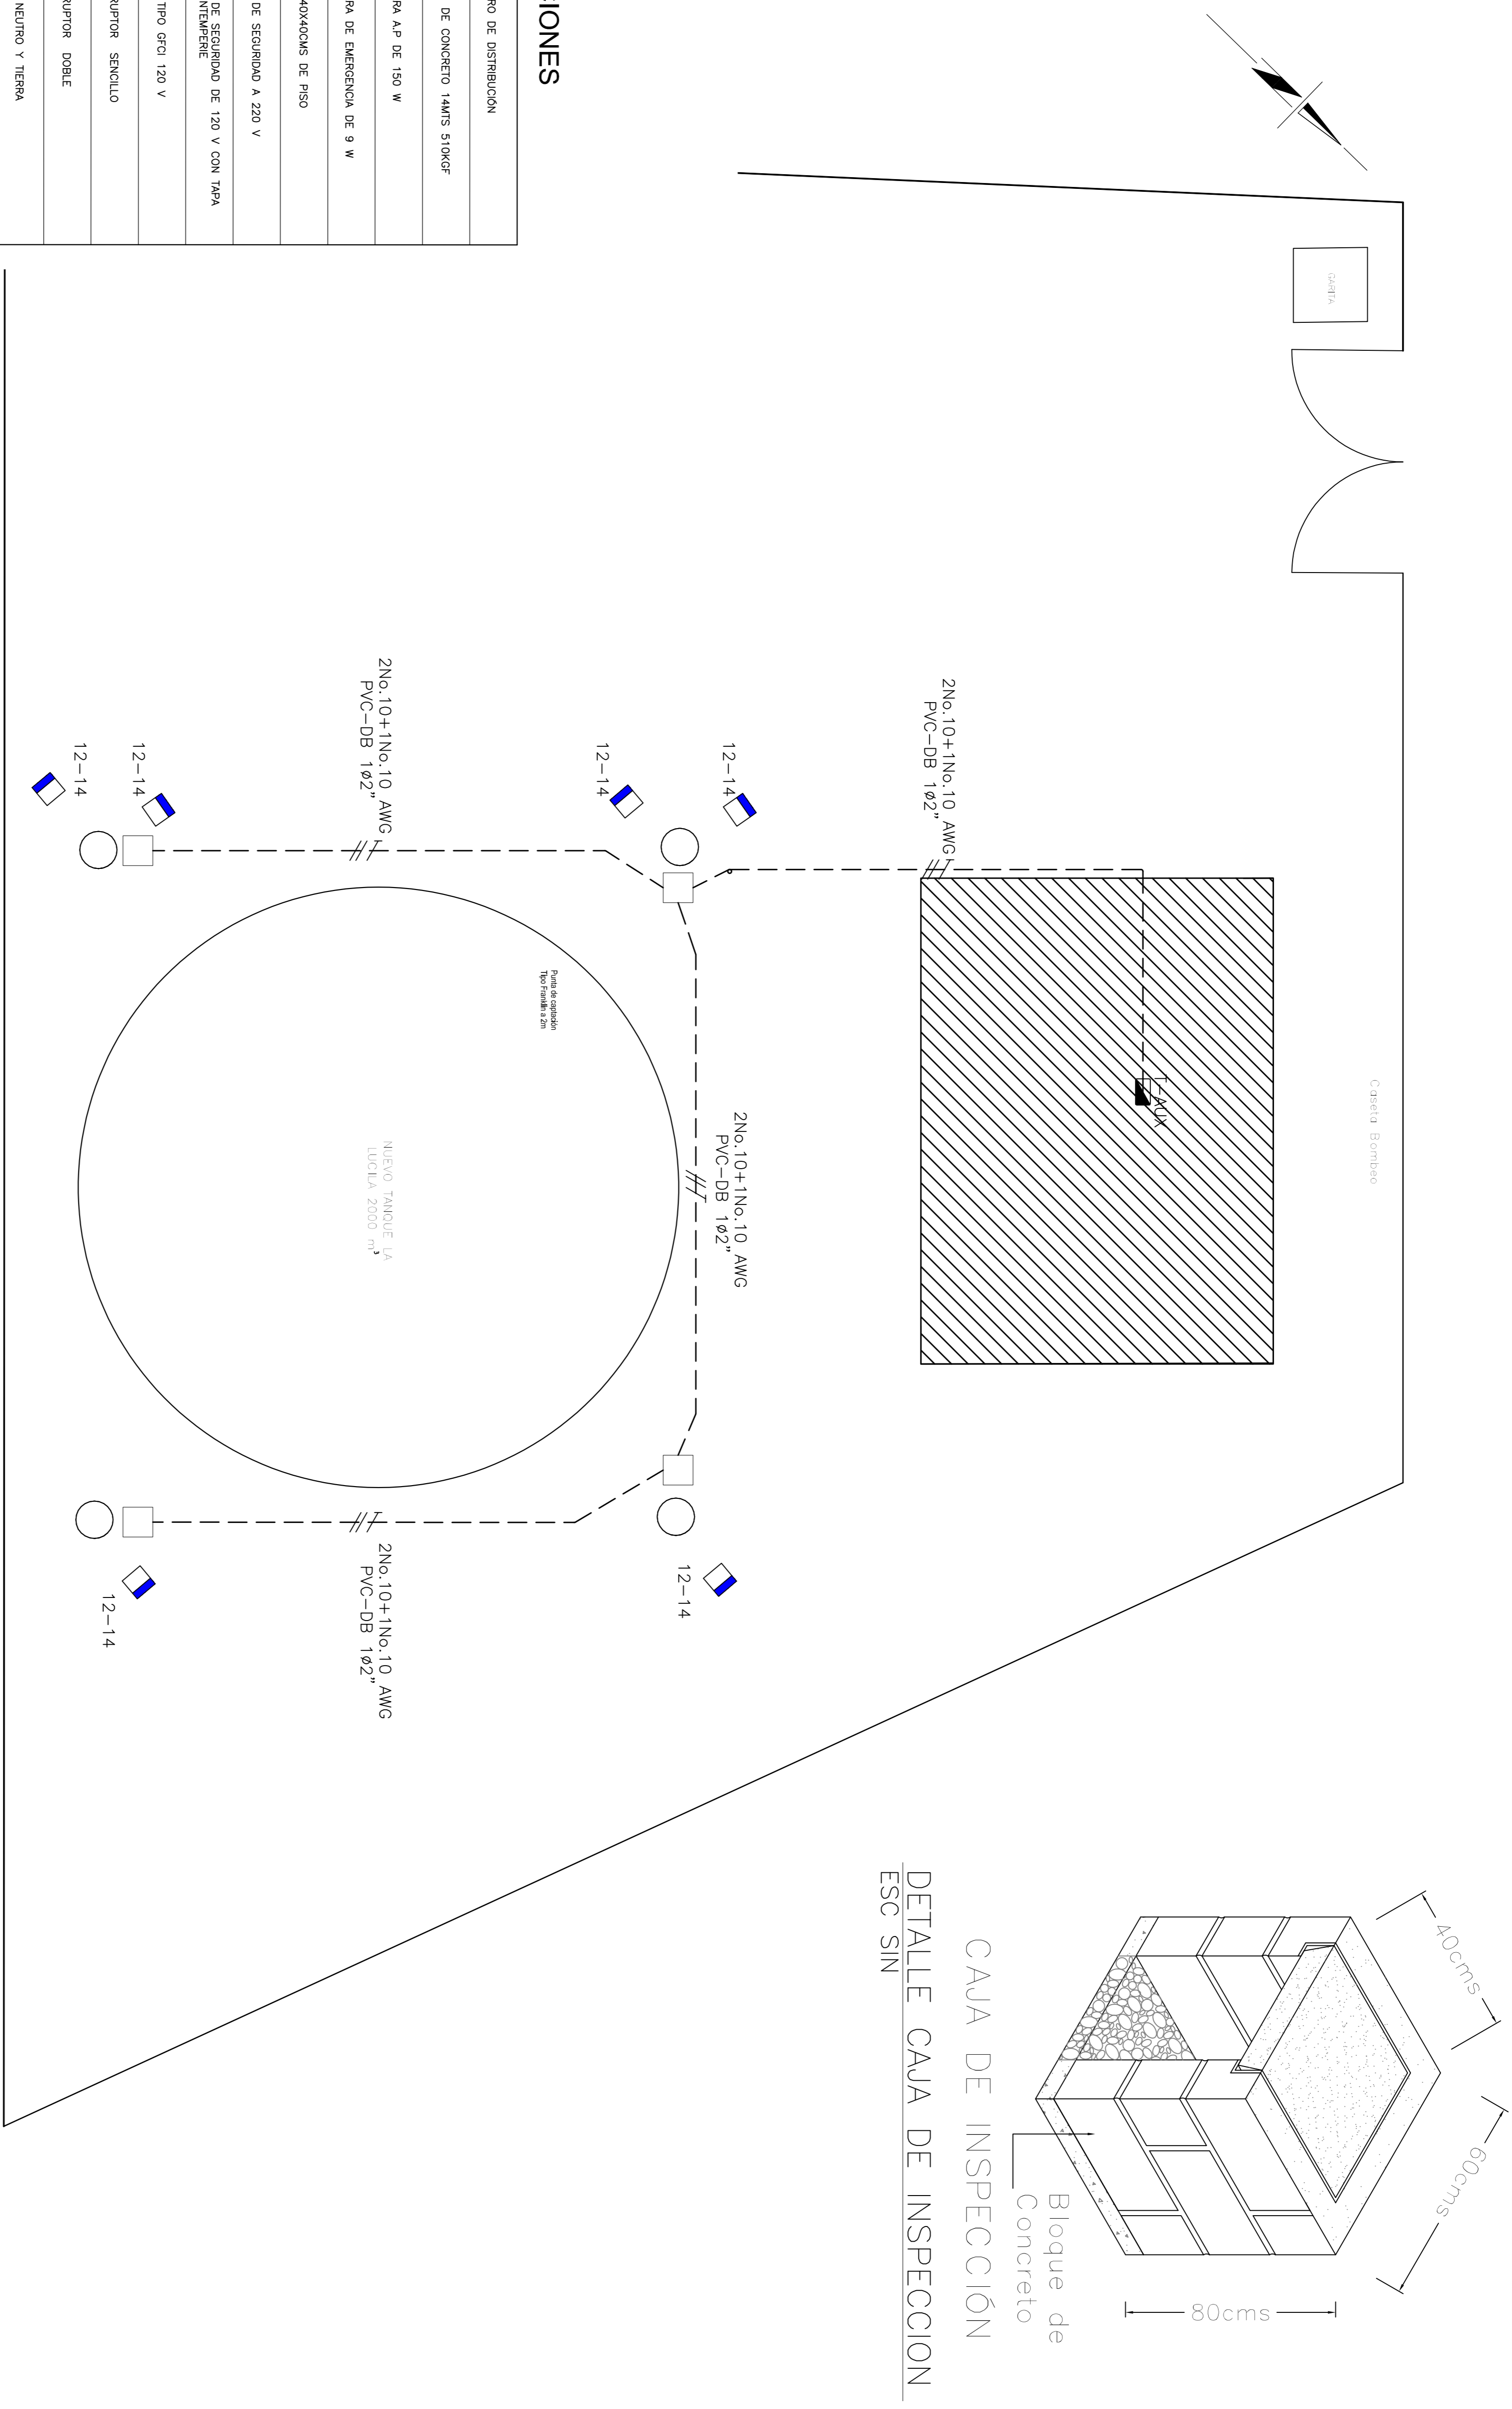 IONES
RO DE DISTRIBUCIÓN
DE CONCRETO 14MTS 510KGF
RA A.P DE 150 W
RA DE EMERGENCIA DE 9 W
40X40CMS DE PISO
DE SEGURIDAD A 220 V
DE SEGURIDAD DE 120 V CON TAPA
NTEMPERIE
TIPO GFCI 120 V
RUPTOR SENCILLO
RUPTOR DOBLE
NEUTRO Y TIERRA
GARITA
Caseta Bombeo
T-AUX
2No.10+1No.10 AWG
PVC-DB 1Ø2"
12-14
12-14
2No.10+1No.10 AWG
PVC-DB 1Ø2"
12-14
12-14
2No.10+1No.10 AWG
PVC-DB 1Ø2"
Punta de captación
Tipo Franklin a 2m
NUEVO TANQUE LA
LUCILA 2000 m³
12-14
2No.10+1No.10 AWG
PVC-DB 1Ø2"
12-14
40cms
60cms
80cms
Bloque de
Concreto
CAJA DE INSPECCIÓN
DETALLE CAJA DE INSPECCION
ESC SIN